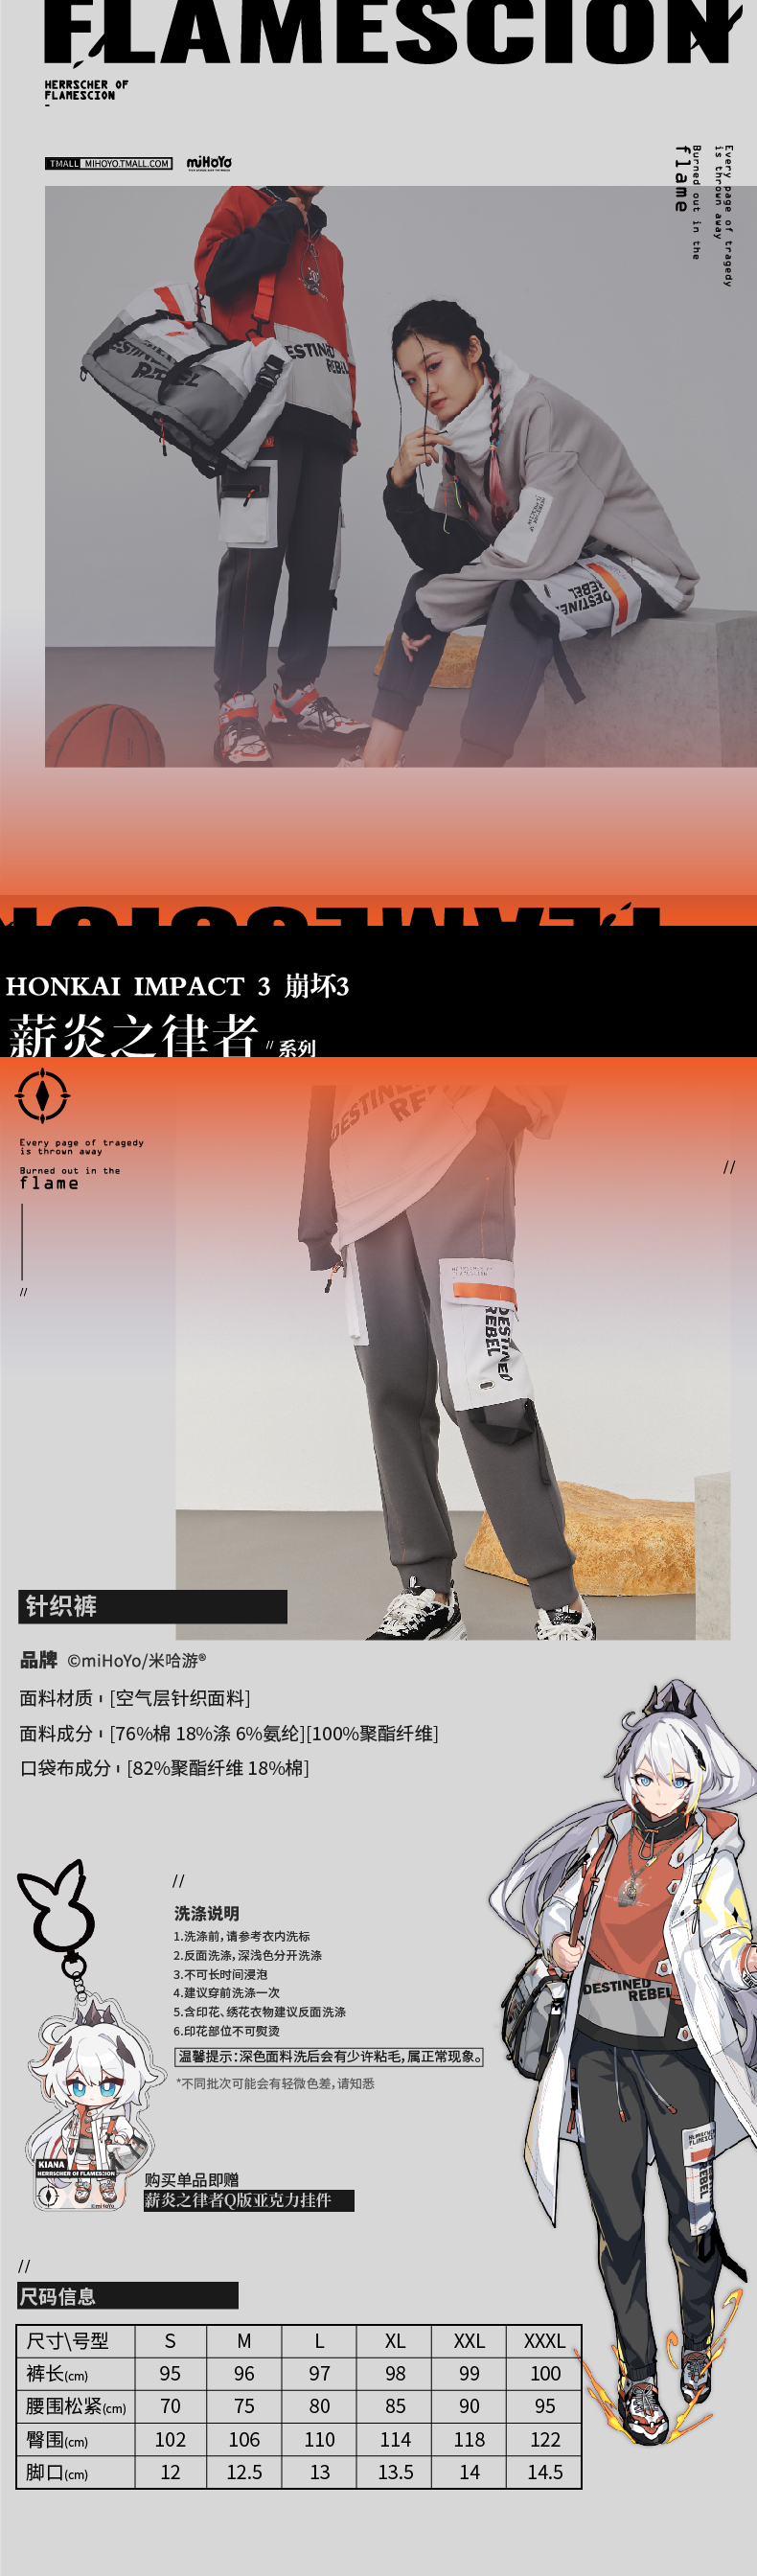 FLAMESCION
HERRSCHER OF
FLAMESCION
TMALL MIHOYO.TMALL.COM
miHoYo
Every page of tragedy
is thrown away
Burned out in the
flame
DESTINED
REBEL
ESTINED
REBEL
DESTINED
REBEL
HONKAI IMPACT 3 崩坏3
薪炎之律者 // 系列
Every page of tragedy
is thrown away
Burned out in the
flame
//
//
DESTINED
RE
HERRSCHER OF
FLAMESCION
DESTINED
REBEL
针织裤
品牌 ©miHoYo/米哈游®
面料材质 [空气层针织面料]
面料成分 [76%棉 18%涤 6%氨纶][100%聚酯纤维]
口袋布成分 [82%聚酯纤维 18%棉]
//
洗涤说明
1.洗涤前,请参考衣内洗标
2.反面洗涤,深浅色分开洗涤
3.不可长时间浸泡
4.建议穿前洗涤一次
5.含印花、绣花衣物建议反面洗涤
6.印花部位不可熨烫
温馨提示:深色面料洗后会有少许粘毛,属正常现象。
*不同批次可能会有轻微色差,请知悉
DESTINED
REBEL
KIANA
HERRSCHER OF FLAMESCION
©miHoYo
购买单品即赠
薪炎之律者Q版亚克力挂件
//
尺码信息
尺寸\号型 S M L XL XXL XXXL
裤长(cm) 95 96 97 98 99 100
腰围松紧(cm) 70 75 80 85 90 95
臀围(cm) 102 106 110 114 118 122
脚口(cm) 12 12.5 13 13.5 14 14.5